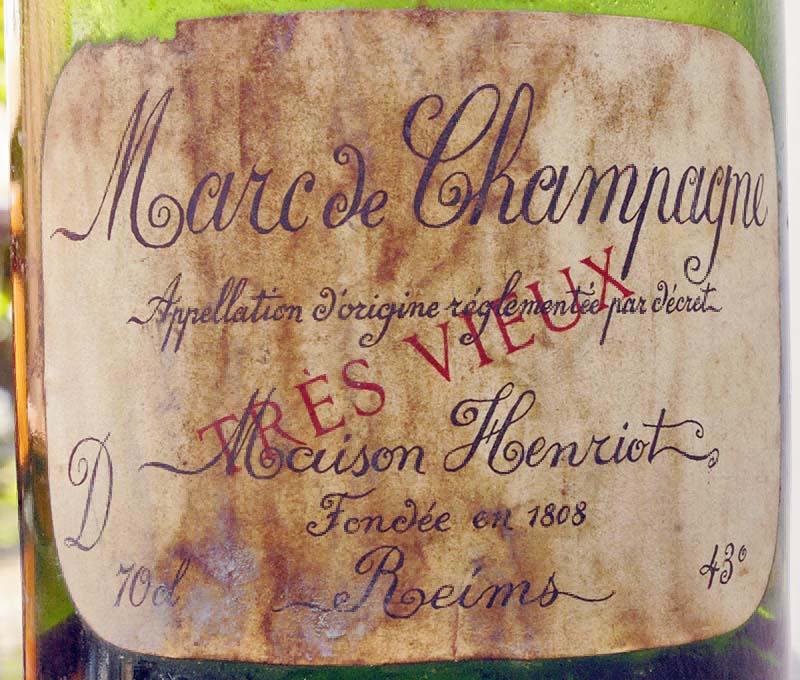 Marc de Champagne
Appellation d'origine réglementée par décret
TRÈS VIEUX
Maison Henriot
Fondée en 1808
D
70cl
Reims
43°